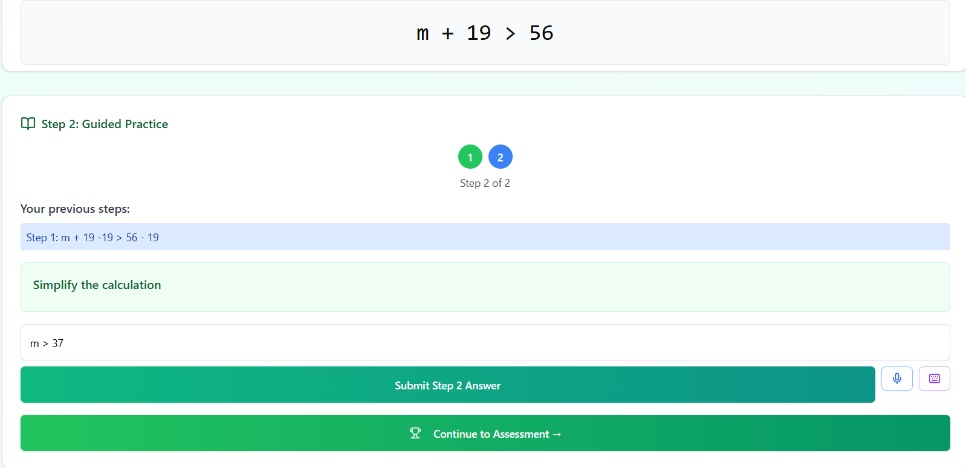 m + 19 > 56
Step 2: Guided Practice
1 2
Step 2 of 2
Your previous steps:
Step 1: m + 19 -19 > 56 - 19
Simplify the calculation
m > 37
Submit Step 2 Answer
Continue to Assessment →